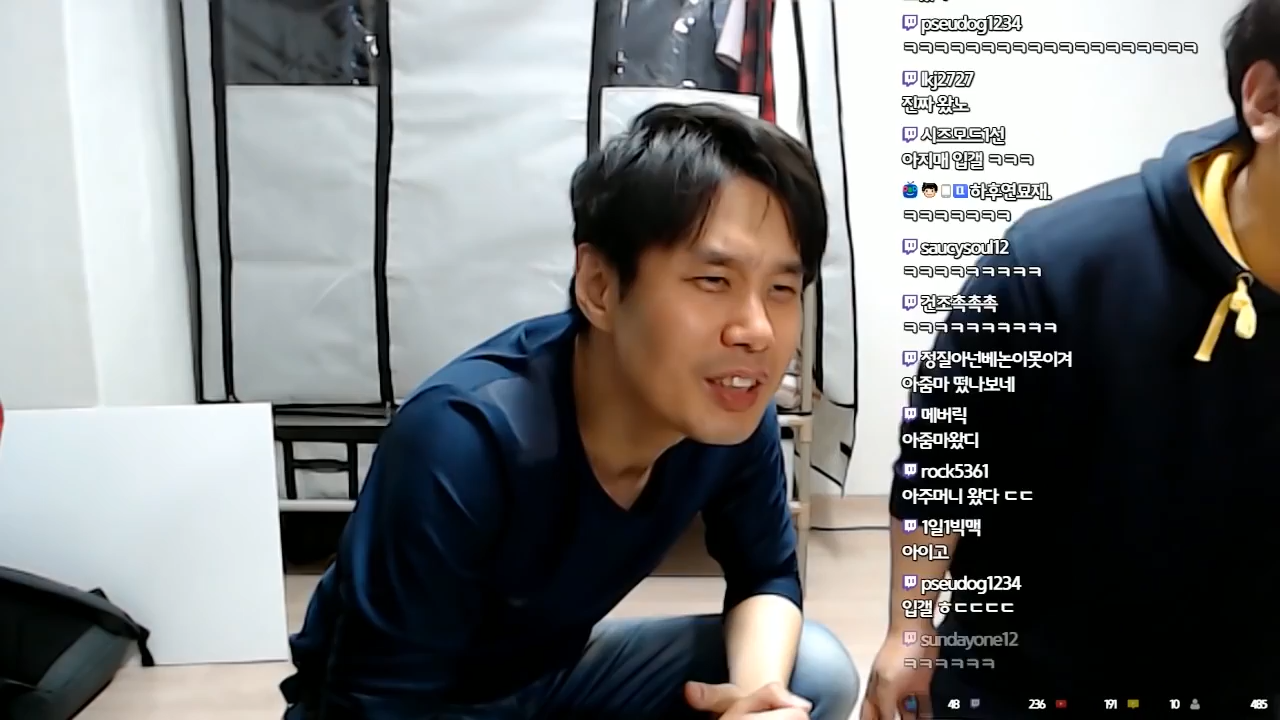 pseudog1234
ㅋㅋㅋㅋㅋㅋㅋㅋㅋㅋㅋㅋㅋㅋㅋㅋㅋㅋㅋ
lkj2727
진짜 왔노
시즈모드1선
아지매 입갤 ㅋㅋㅋ
하후연묘재.
ㅋㅋㅋㅋㅋㅋㅋ
saucysoul12
ㅋㅋㅋㅋㅋㅋㅋㅋㅋ
건조촉촉촉
ㅋㅋㅋㅋㅋㅋㅋㅋㅋㅋ
정질아넌베논이못이겨
아줌마 떴나보네
메버릭
아줌마왔디
rock5361
아주머니 왔다 ㄷㄷ
1일1빅맥
아이고
pseudog1234
입갤 ㅎㄷㄷㄷㄷ
sundayone12
ㅋㅋㅋㅋㅋㅋ
48 236 191 10 485